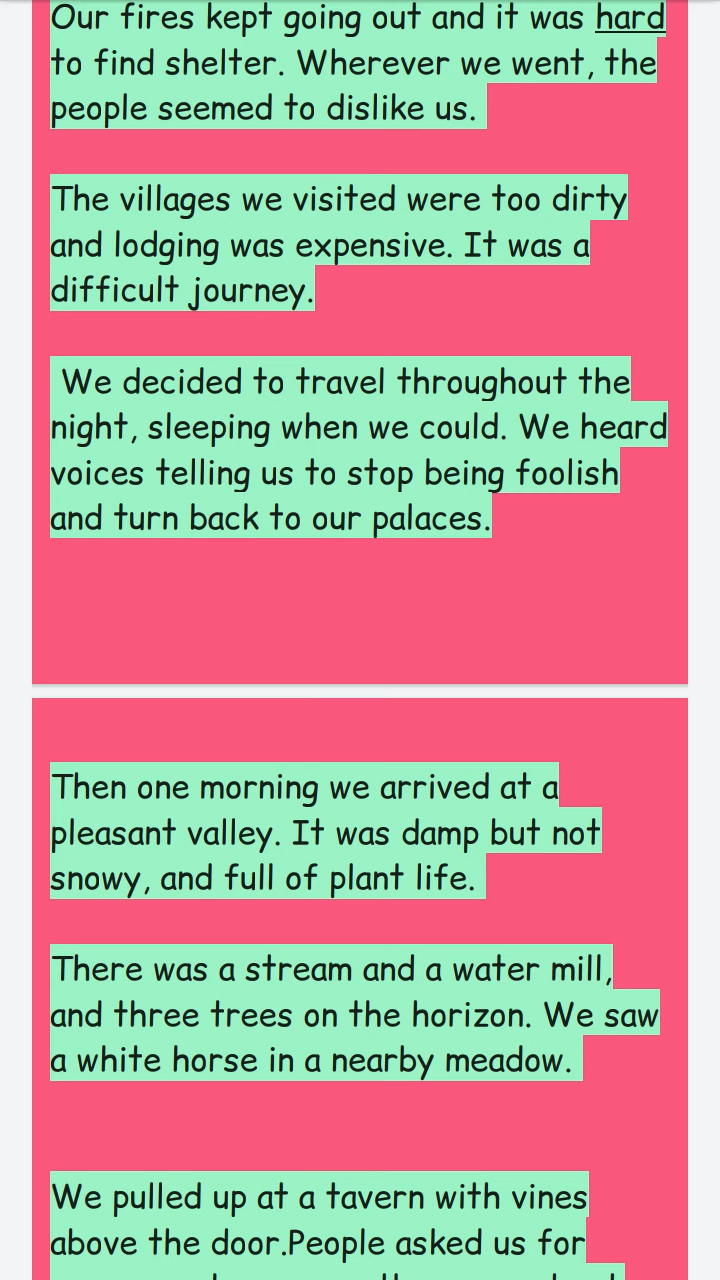 Our fires kept going out and it was hard
to find shelter. Wherever we went, the
people seemed to dislike us.
The villages we visited were too dirty
and lodging was expensive. It was a
difficult journey.
We decided to travel throughout the
night, sleeping when we could. We heard
voices telling us to stop being foolish
and turn back to our palaces.
Then one morning we arrived at a
pleasant valley. It was damp but not
snowy, and full of plant life.
There was a stream and a water mill,
and three trees on the horizon. We saw
a white horse in a nearby meadow.
We pulled up at a tavern with vines
above the door.People asked us for